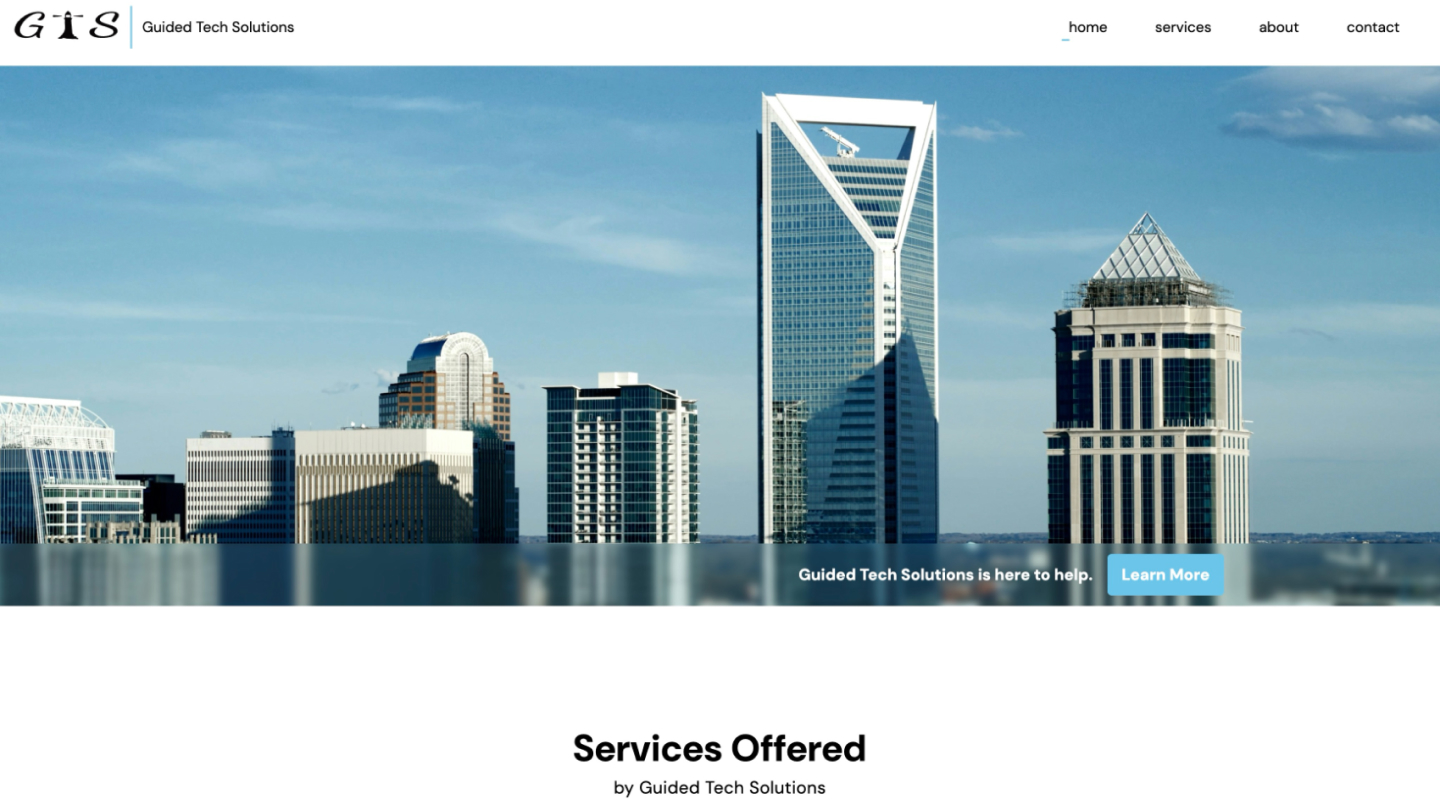 GTS
Guided Tech Solutions
home
services
about
contact
Guided Tech Solutions is here to help.
Learn More
Services Offered
by Guided Tech Solutions